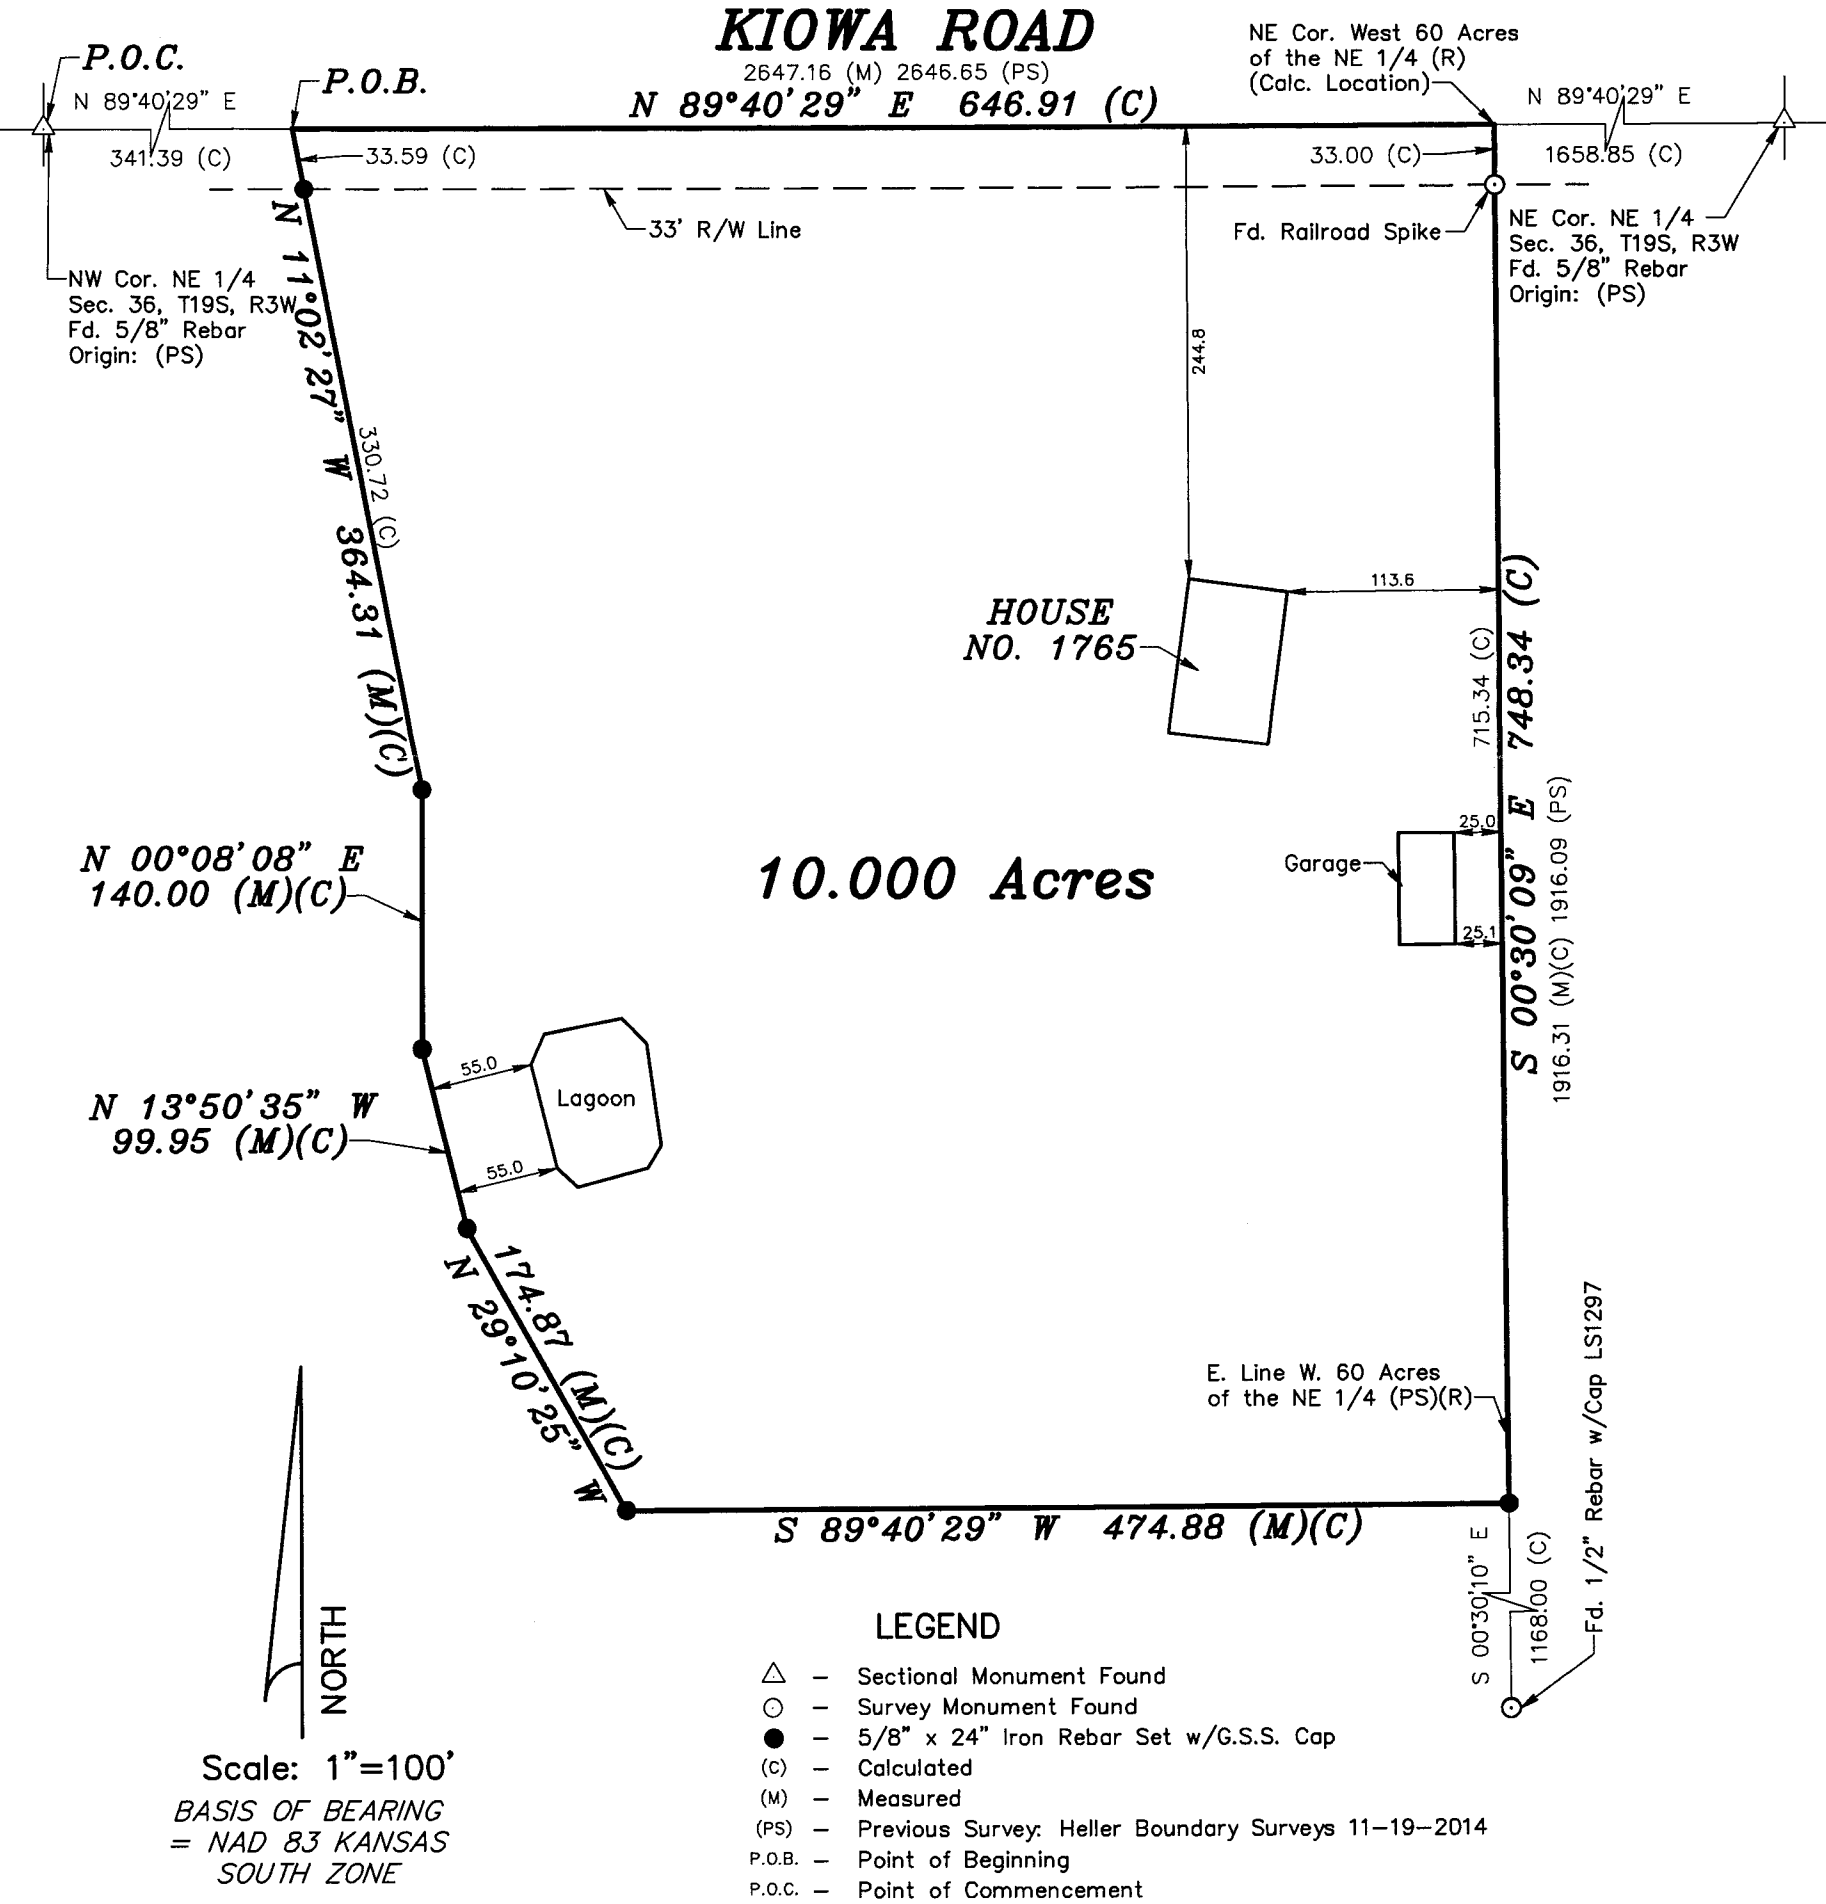 KIOWA ROAD
2647.16 (M) 2646.65 (PS)
N 89°40'29" E 646.91 (C)
P.O.C.
P.O.B.
N 89°40'29" E
341.39 (C)
33.59 (C)
NE Cor. West 60 Acres
of the NE 1/4 (R)
(Calc. Location)
N 89°40'29" E
33.00 (C)
1658.85 (C)
33' R/W Line
Fd. Railroad Spike
NE Cor. NE 1/4
Sec. 36, T19S, R3W
Fd. 5/8" Rebar
Origin: (PS)
NW Cor. NE 1/4
Sec. 36, T19S, R3W
Fd. 5/8" Rebar
Origin: (PS)
N 11°02'27" W 364.31 (M)(C)
330.72 (C)
244.8
113.6
HOUSE
NO. 1765
715.34 (C)
S 00°30'09" E 748.34 (C)
1916.31 (M)(C) 1916.09 (PS)
N 00°08'08" E
140.00 (M)(C)
10.000 Acres
25.0
Garage
25.1
55.0
Lagoon
55.0
N 13°50'35" W
99.95 (M)(C)
174.87 (M)(C)
N 29°10'25" W
E. Line W. 60 Acres
of the NE 1/4 (PS)(R)
S 89°40'29" W 474.88 (M)(C)
S 00°30'10" E
1168.00 (C)
Fd. 1/2" Rebar w/Cap LS1297
NORTH
Scale: 1"=100'
BASIS OF BEARING
= NAD 83 KANSAS
SOUTH ZONE
LEGEND
△ – Sectional Monument Found
⊙ – Survey Monument Found
● – 5/8" x 24" Iron Rebar Set w/G.S.S. Cap
(C) – Calculated
(M) – Measured
(PS) – Previous Survey: Heller Boundary Surveys 11-19-2014
P.O.B. – Point of Beginning
P.O.C. – Point of Commencement